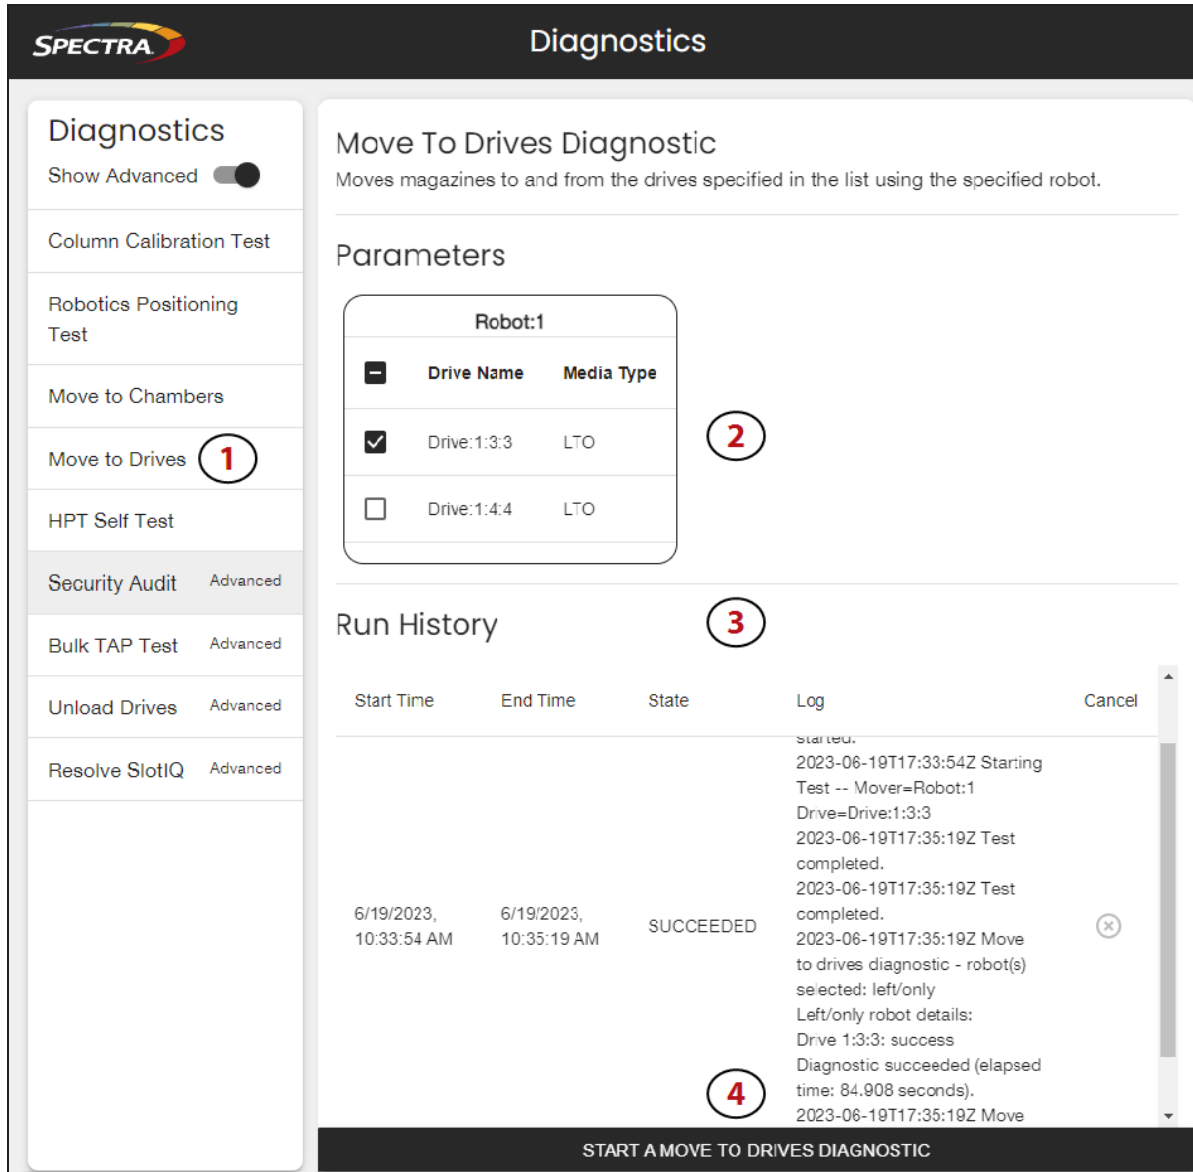 SPECTRA
Diagnostics
Diagnostics
Show Advanced
Column Calibration Test
Robotics Positioning
Test
Move to Chambers
Move to Drives
1
HPT Self Test
Security Audit Advanced
Bulk TAP Test Advanced
Unload Drives Advanced
Resolve SlotIQ Advanced
Move To Drives Diagnostic
Moves magazines to and from the drives specified in the list using the specified robot.
Parameters
Robot:1
Drive Name Media Type
Drive:1:3:3 LTO
Drive:1:4:4 LTO
2
Run History
3
Start Time End Time State Log Cancel
started.
2023-06-19T17:33:54Z Starting
Test -- Mover=Robot:1
Drive=Drive:1:3:3
2023-06-19T17:35:19Z Test
completed.
2023-06-19T17:35:19Z Test
completed.
6/19/2023,
10:33:54 AM
6/19/2023,
10:35:19 AM
SUCCEEDED
2023-06-19T17:35:19Z Move
to drives diagnostic - robot(s)
selected: left/only
Left/only robot details:
Drive 1:3:3: success
Diagnostic succeeded (elapsed
time: 84.908 seconds).
2023-06-19T17:35:19Z Move
4
START A MOVE TO DRIVES DIAGNOSTIC